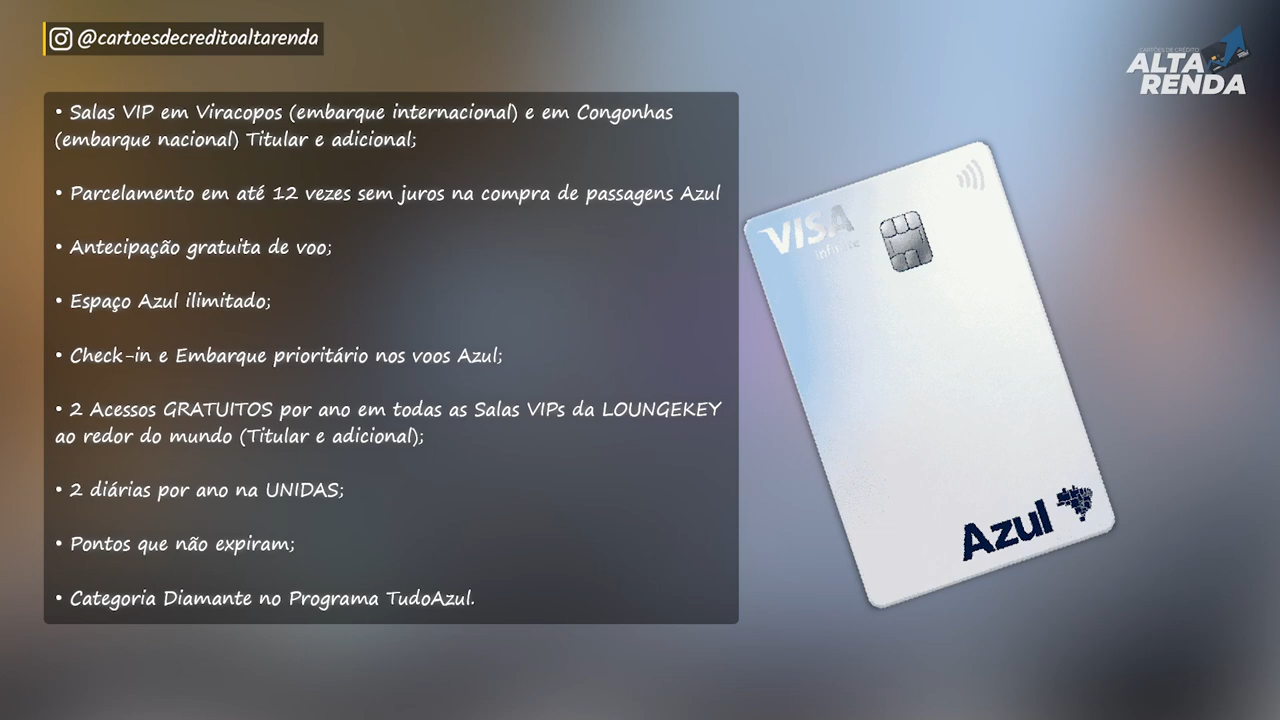 @cartoesdecreditoaltarenda
CARTÕES DE CRÉDITO
ALTA
RENDA
• Salas VIP em Viracopos (embarque internacional) e em Congonhas
(embarque nacional) Titular e adicional;
• Parcelamento em até 12 vezes sem juros na compra de passagens Azul
• Antecipação gratuita de voo;
• Espaço Azul ilimitado;
• Check-in e Embarque prioritário nos voos Azul;
• 2 Acessos GRATUITOS por ano em todas as Salas VIPs da LOUNGEKEY
ao redor do mundo (Titular e adicional);
• 2 diárias por ano na UNIDAS;
• Pontos que não expiram;
• Categoria Diamante no Programa TudoAzul.
VISA
Infinite
Azul